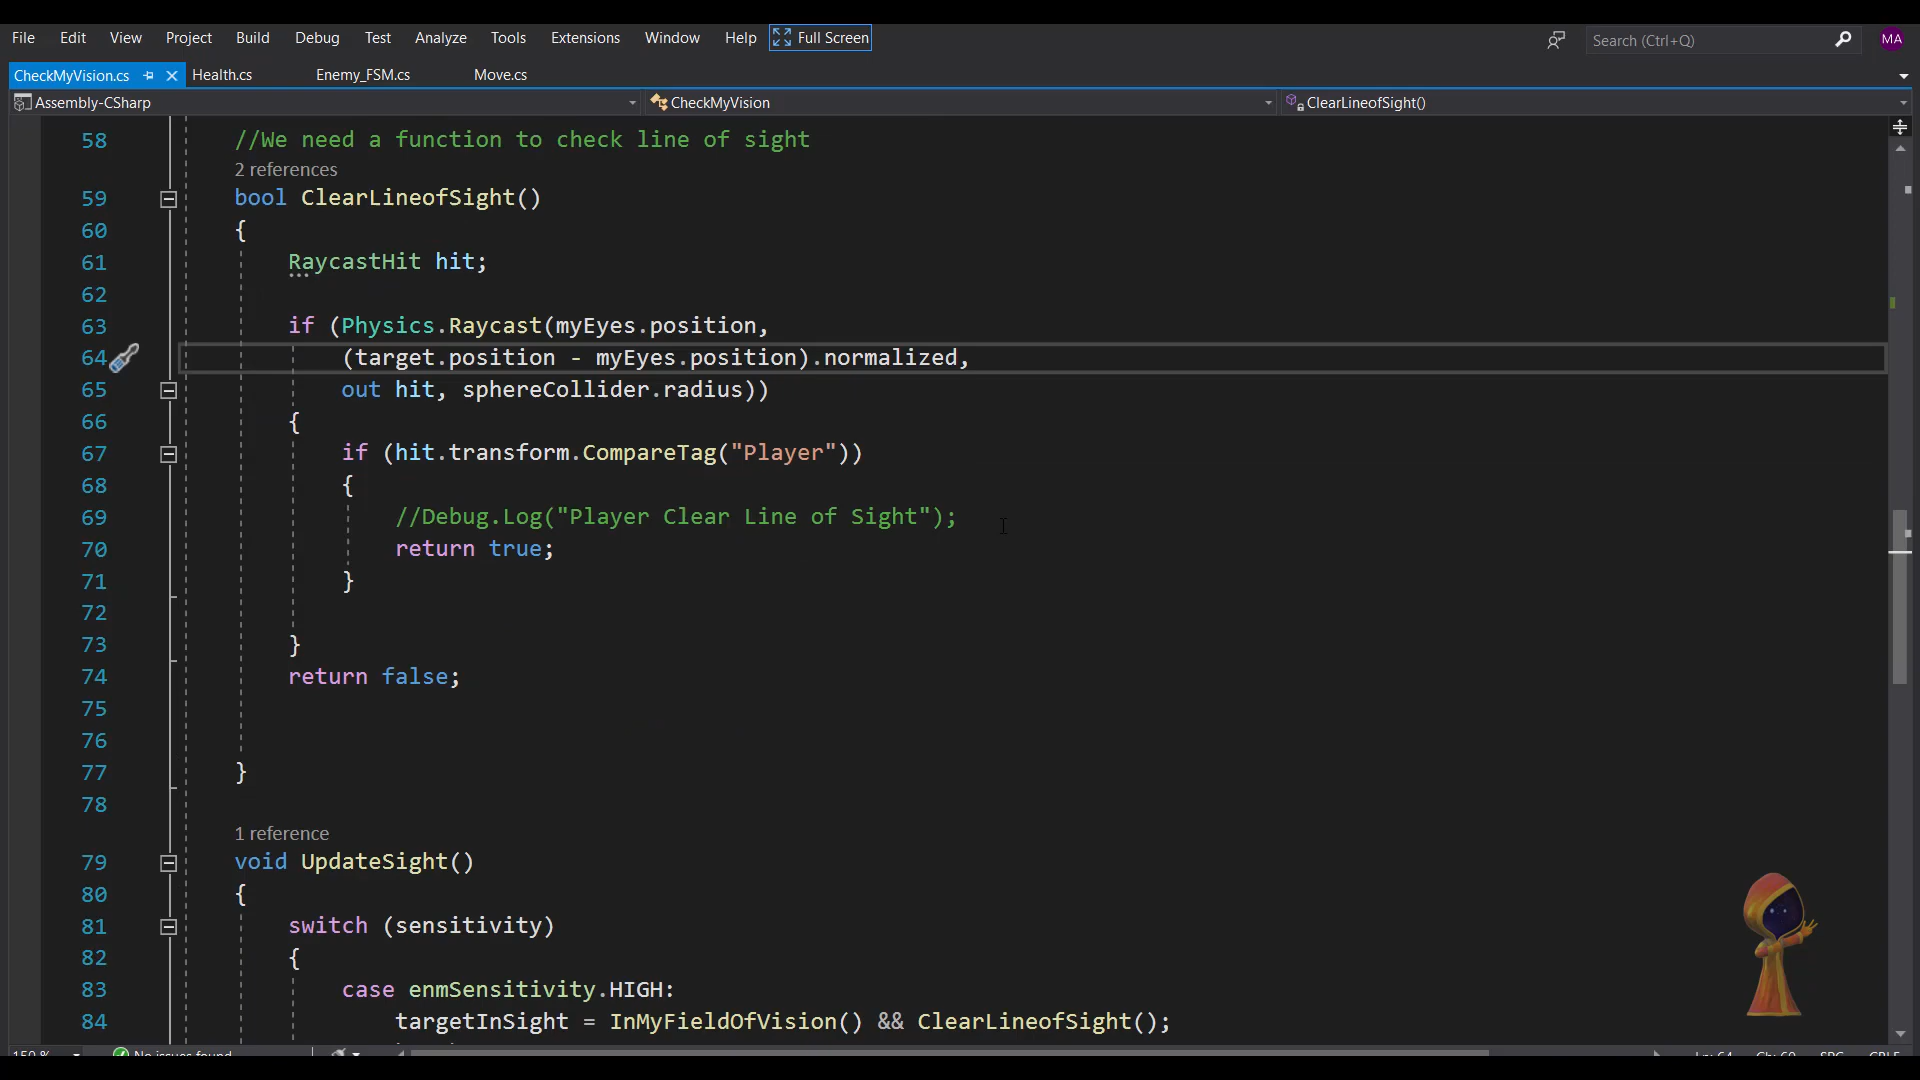 File Edit View Project Build Debug Test Analyze Tools Extensions Window Help Full Screen Search (Ctrl+Q) MA
CheckMyVision.cs Health.cs Enemy_FSM.cs Move.cs
Assembly-CSharp CheckMyVision ClearLineofSight()
58 //We need a function to check line of sight
2 references
59 bool ClearLineofSight()
60 {
61 RaycastHit hit;
62
63 if (Physics.Raycast(myEyes.position,
64 (target.position - myEyes.position).normalized,
65 out hit, sphereCollider.radius))
66 {
67 if (hit.transform.CompareTag("Player"))
68 {
69 //Debug.Log("Player Clear Line of Sight");
70 return true;
71 }
72
73 }
74 return false;
75
76
77 }
78
1 reference
79 void UpdateSight()
80 {
81 switch (sensitivity)
82 {
83 case enmSensitivity.HIGH:
84 targetInSight = InMyFieldOfVision() && ClearLineofSight();
150 % No issues found